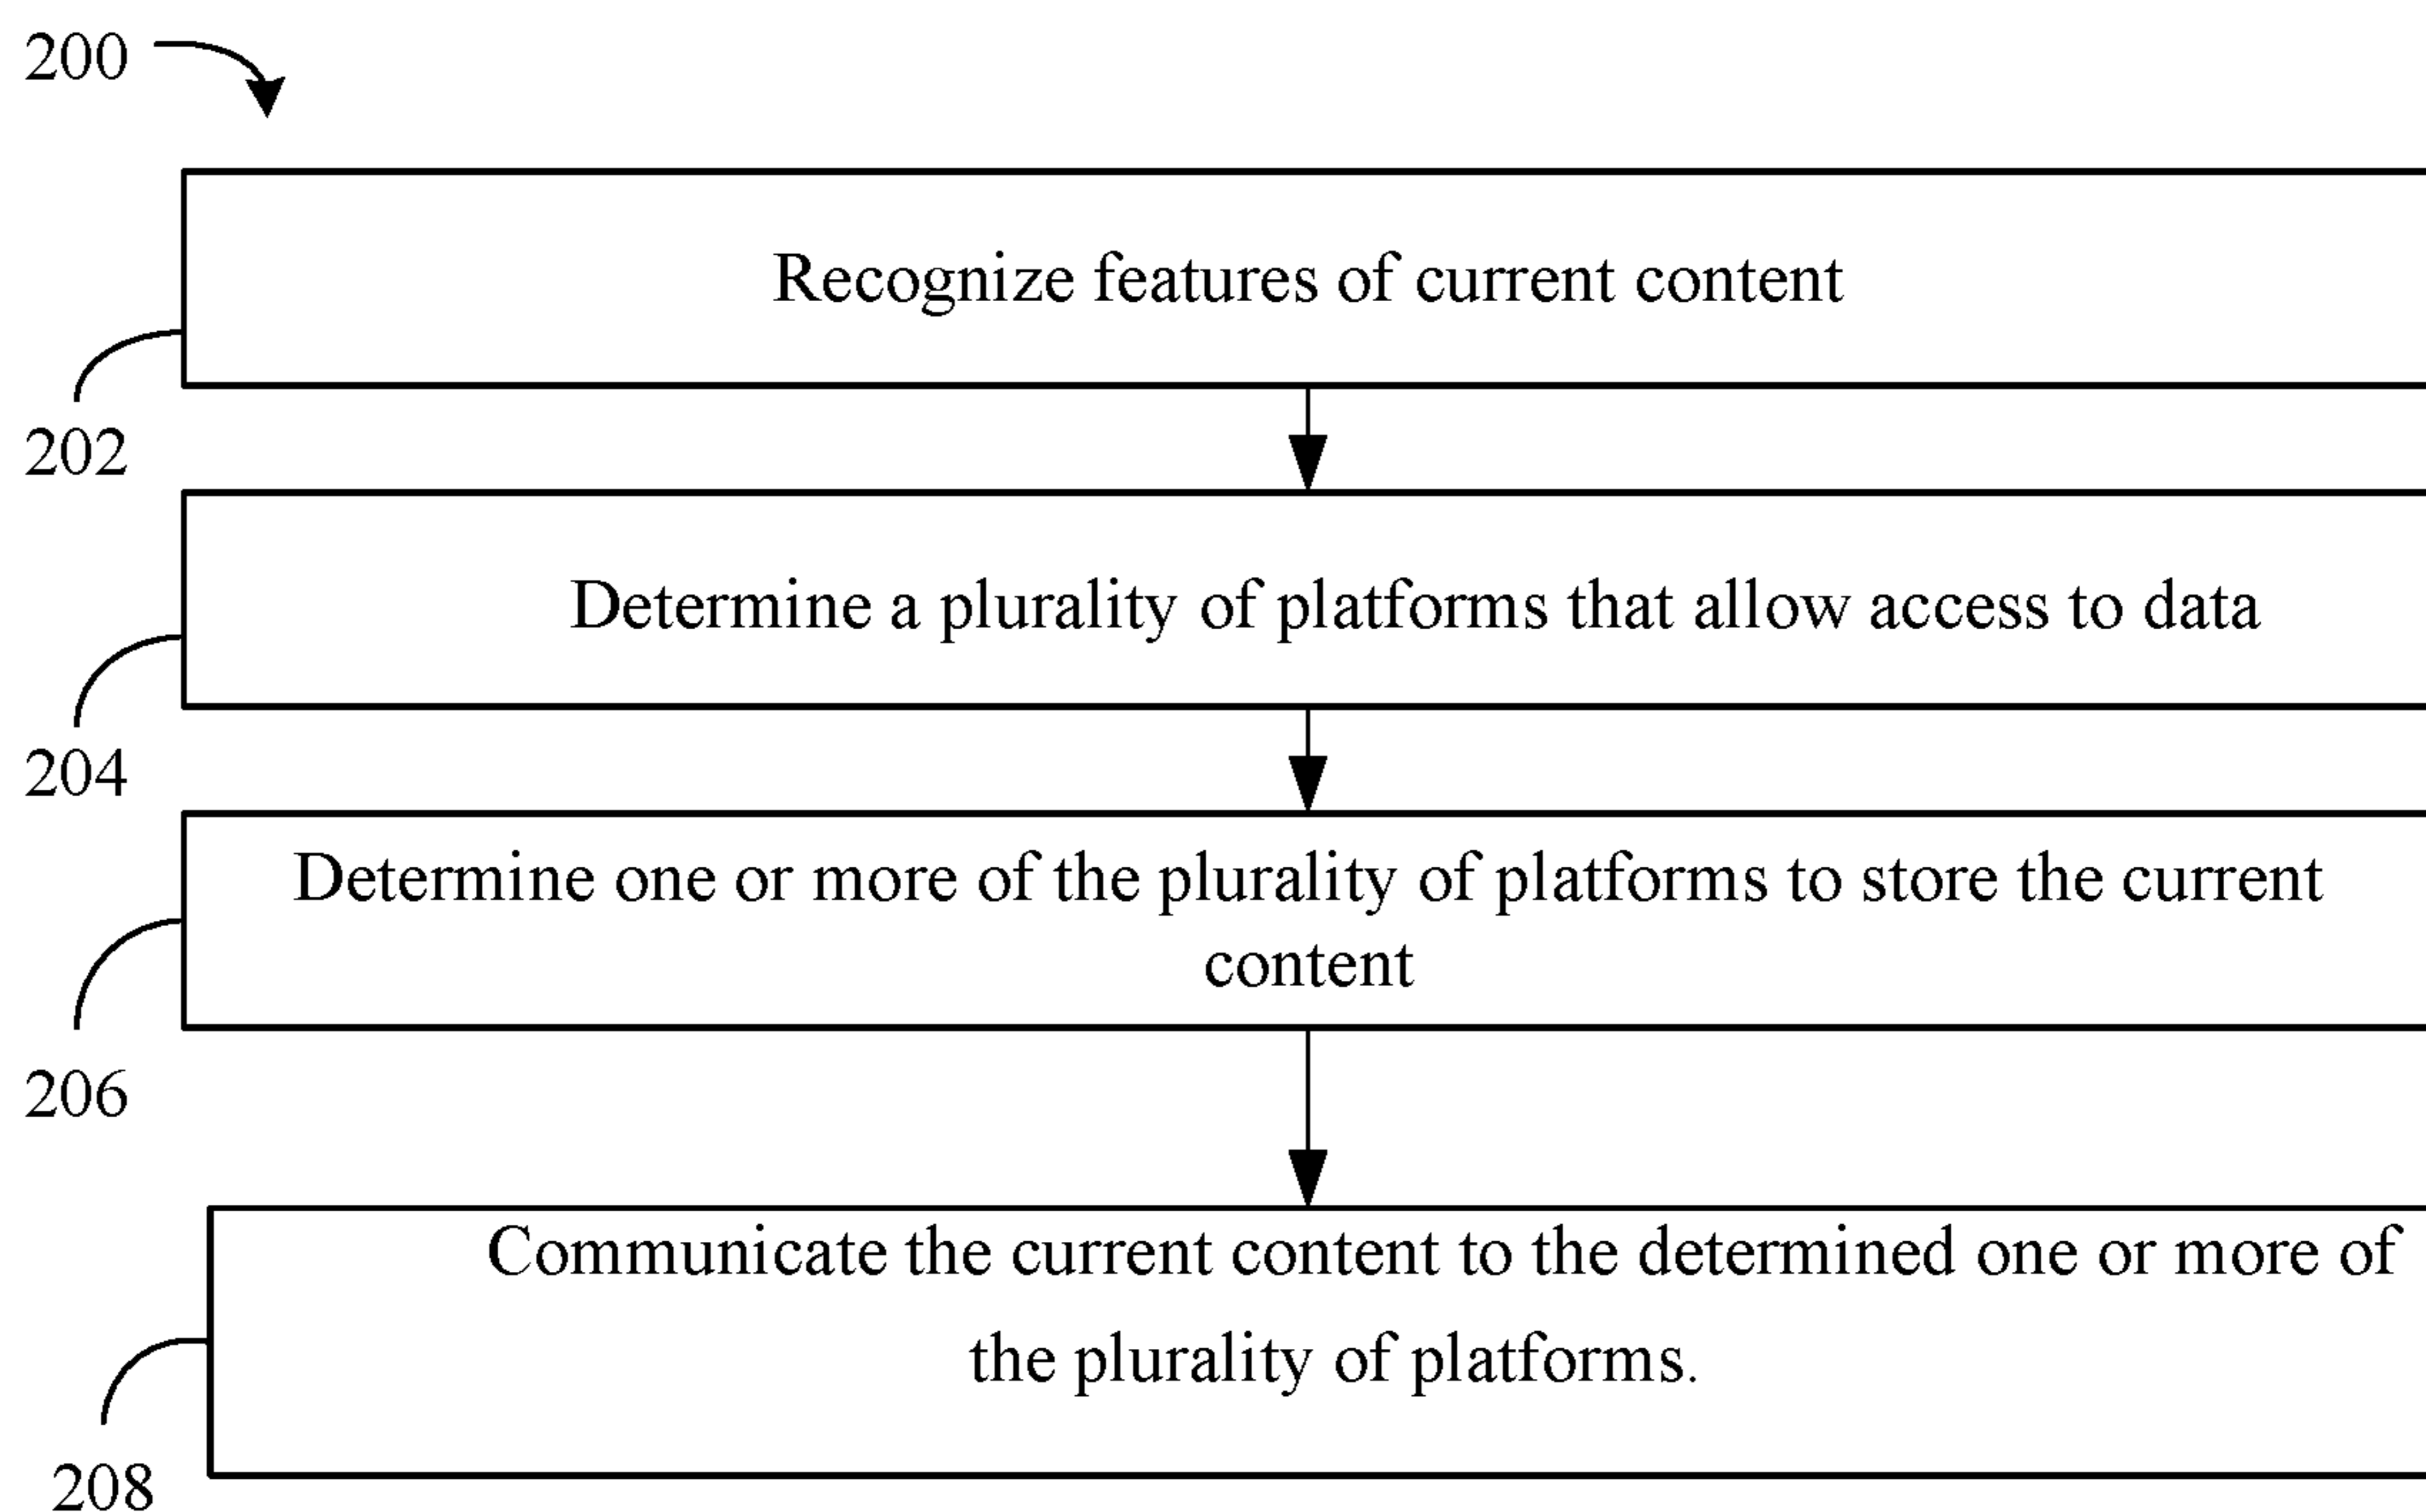 200
Recognize features of current content
202
Determine a plurality of platforms that allow access to data
204
Determine one or more of the plurality of platforms to store the current
content
206
Communicate the current content to the determined one or more of
the plurality of platforms.
208